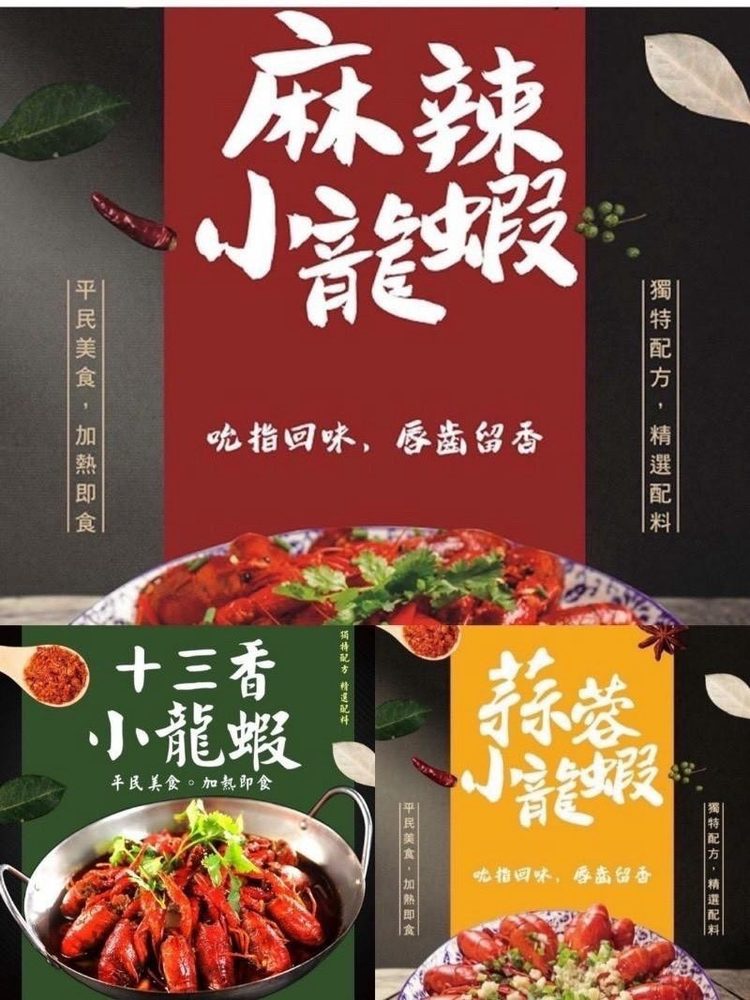 麻辣
小龍蝦
平民美食，加熱即食
獨特配方，精選配料
吮指回味，唇齒留香
十三香
小龍蝦
平民美食。加熱即食
獨特配方 精選配料
蒜蓉
小龍蝦
平民美食，加熱即食
獨特配方，精選配料
吮指回味，唇齒留香